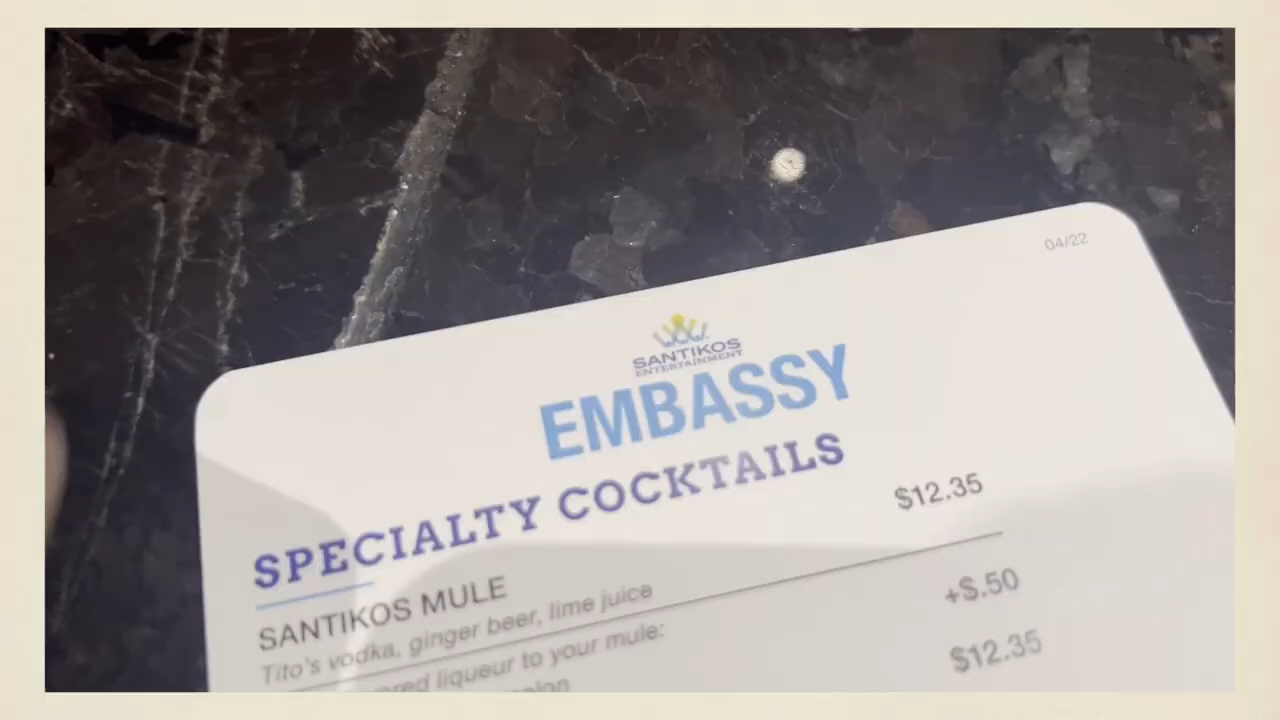 04/22
SANTIKOS
ENTERTAINMENT
EMBASSY
SPECIALTY COCKTAILS
SANTIKOS MULE $12.35
Tito's vodka, ginger beer, lime juice
liqueur to your mule: +$.50
$12.35